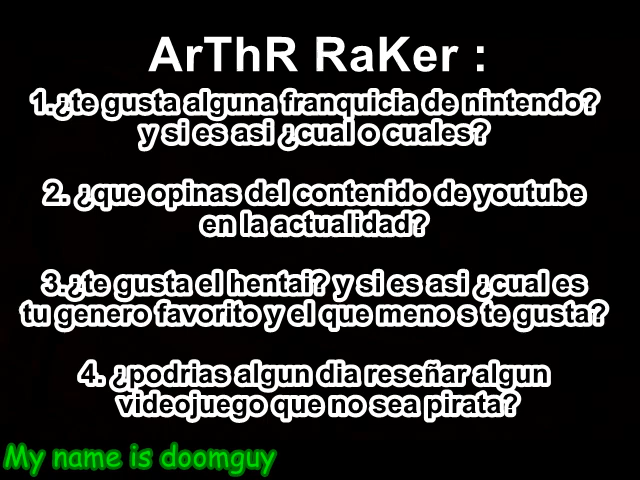 ArThR RaKer :
1.¿te gusta alguna franquicia de nintendo?
y si es asi ¿cual o cuales?
2. ¿que opinas del contenido de youtube
en la actualidad?
3.¿te gusta el hentai? y si es asi ¿cual es
tu genero favorito y el que meno s te gusta?
4. ¿podrias algun dia reseñar algun
videojuego que no sea pirata?
My name is doomguy